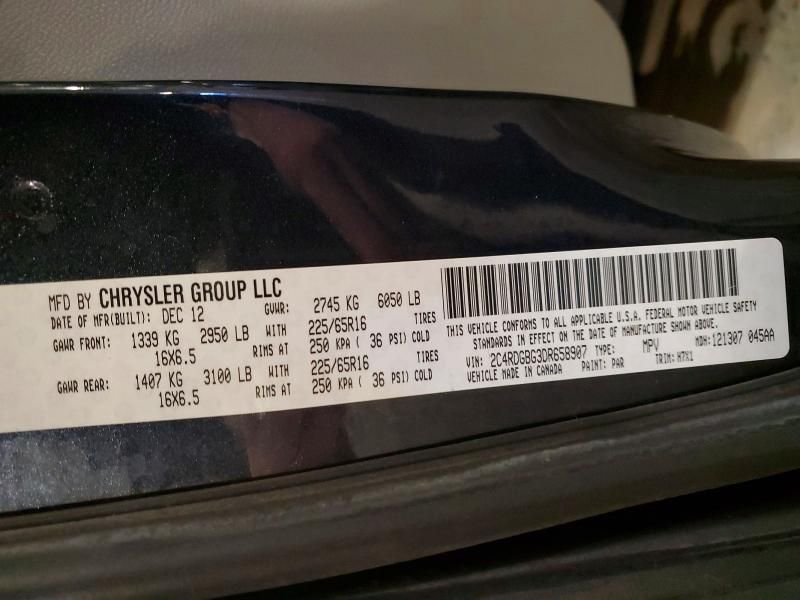 MFD BY CHRYSLER GROUP LLC
DATE OF MFR(BUILT): DEC 12 GVWR: 2745 KG 6050 LB
GAWR FRONT: 1339 KG 2950 LB WITH 225/65R16 TIRES
16X6.5 RIMS AT 250 KPA ( 36 PSI) COLD
GAWR REAR: 1407 KG 3100 LB WITH 225/65R16 TIRES
16X6.5 RIMS AT 250 KPA ( 36 PSI) COLD
THIS VEHICLE CONFORMS TO ALL APPLICABLE U.S.A. FEDERAL MOTOR VEHICLE SAFETY
STANDARDS IN EFFECT ON THE DATE OF MANUFACTURE SHOWN ABOVE.
VIN: 2C4RDGBG3DR658907 TYPE: MPV MDH: 121307 045AA
VEHICLE MADE IN CANADA PAINT: PAR TRIM: H7X1